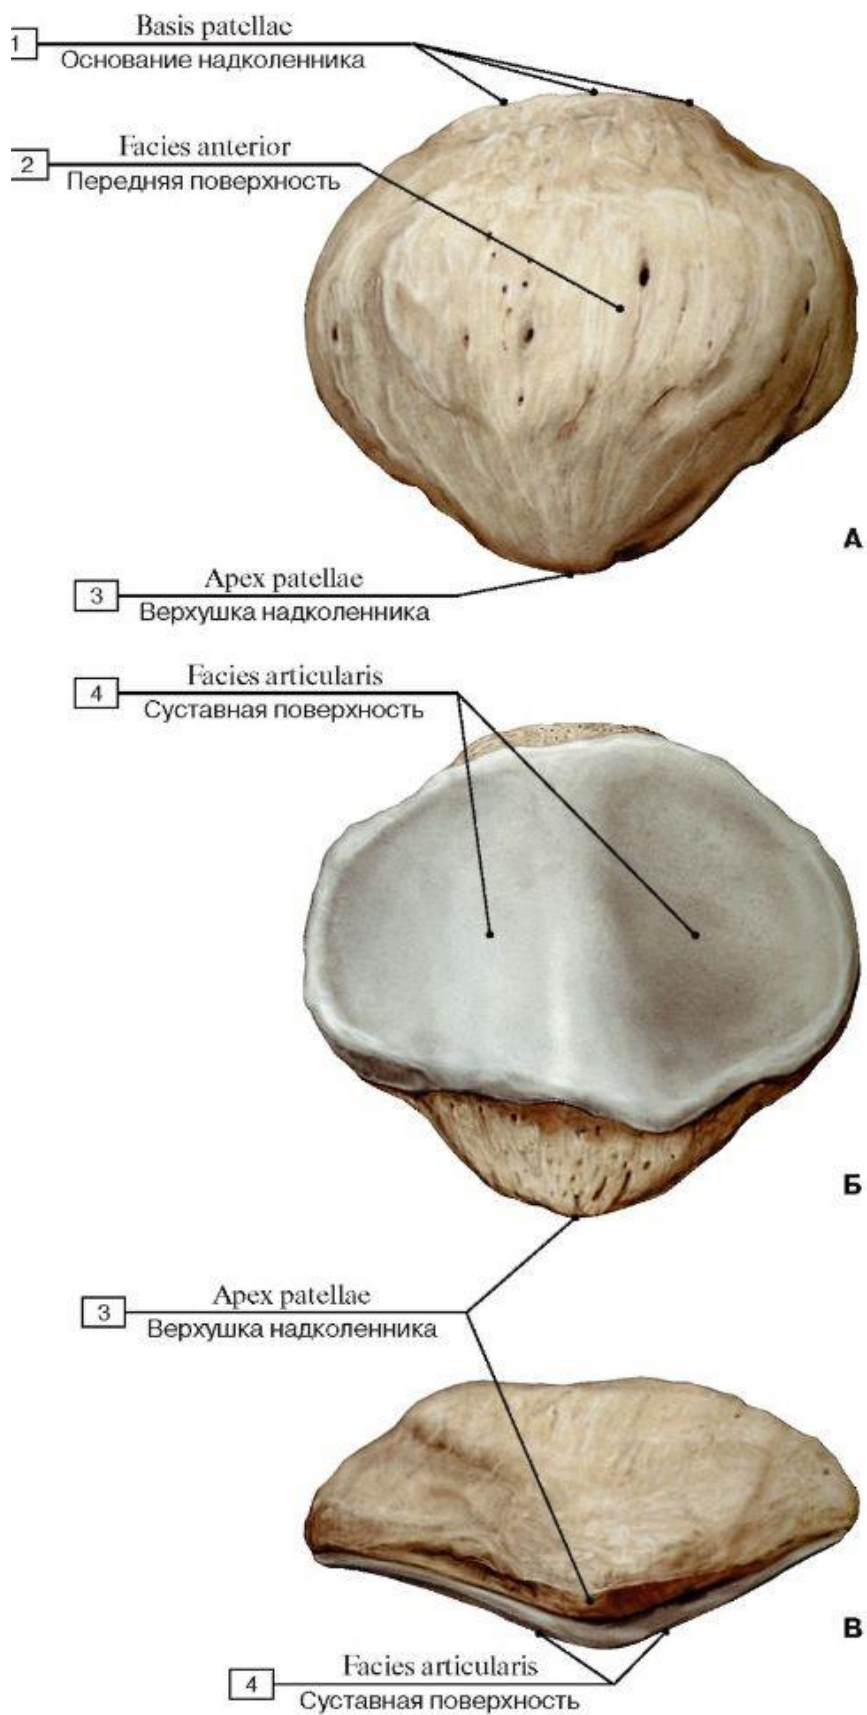 1
Basis patellae
Основание надколенника
2
Facies anterior
Передняя поверхность
А
3
Apex patellae
Верхушка надколенника
4
Facies articularis
Суставная поверхность
Б
3
Apex patellae
Верхушка надколенника
В
4
Facies articularis
Суставная поверхность